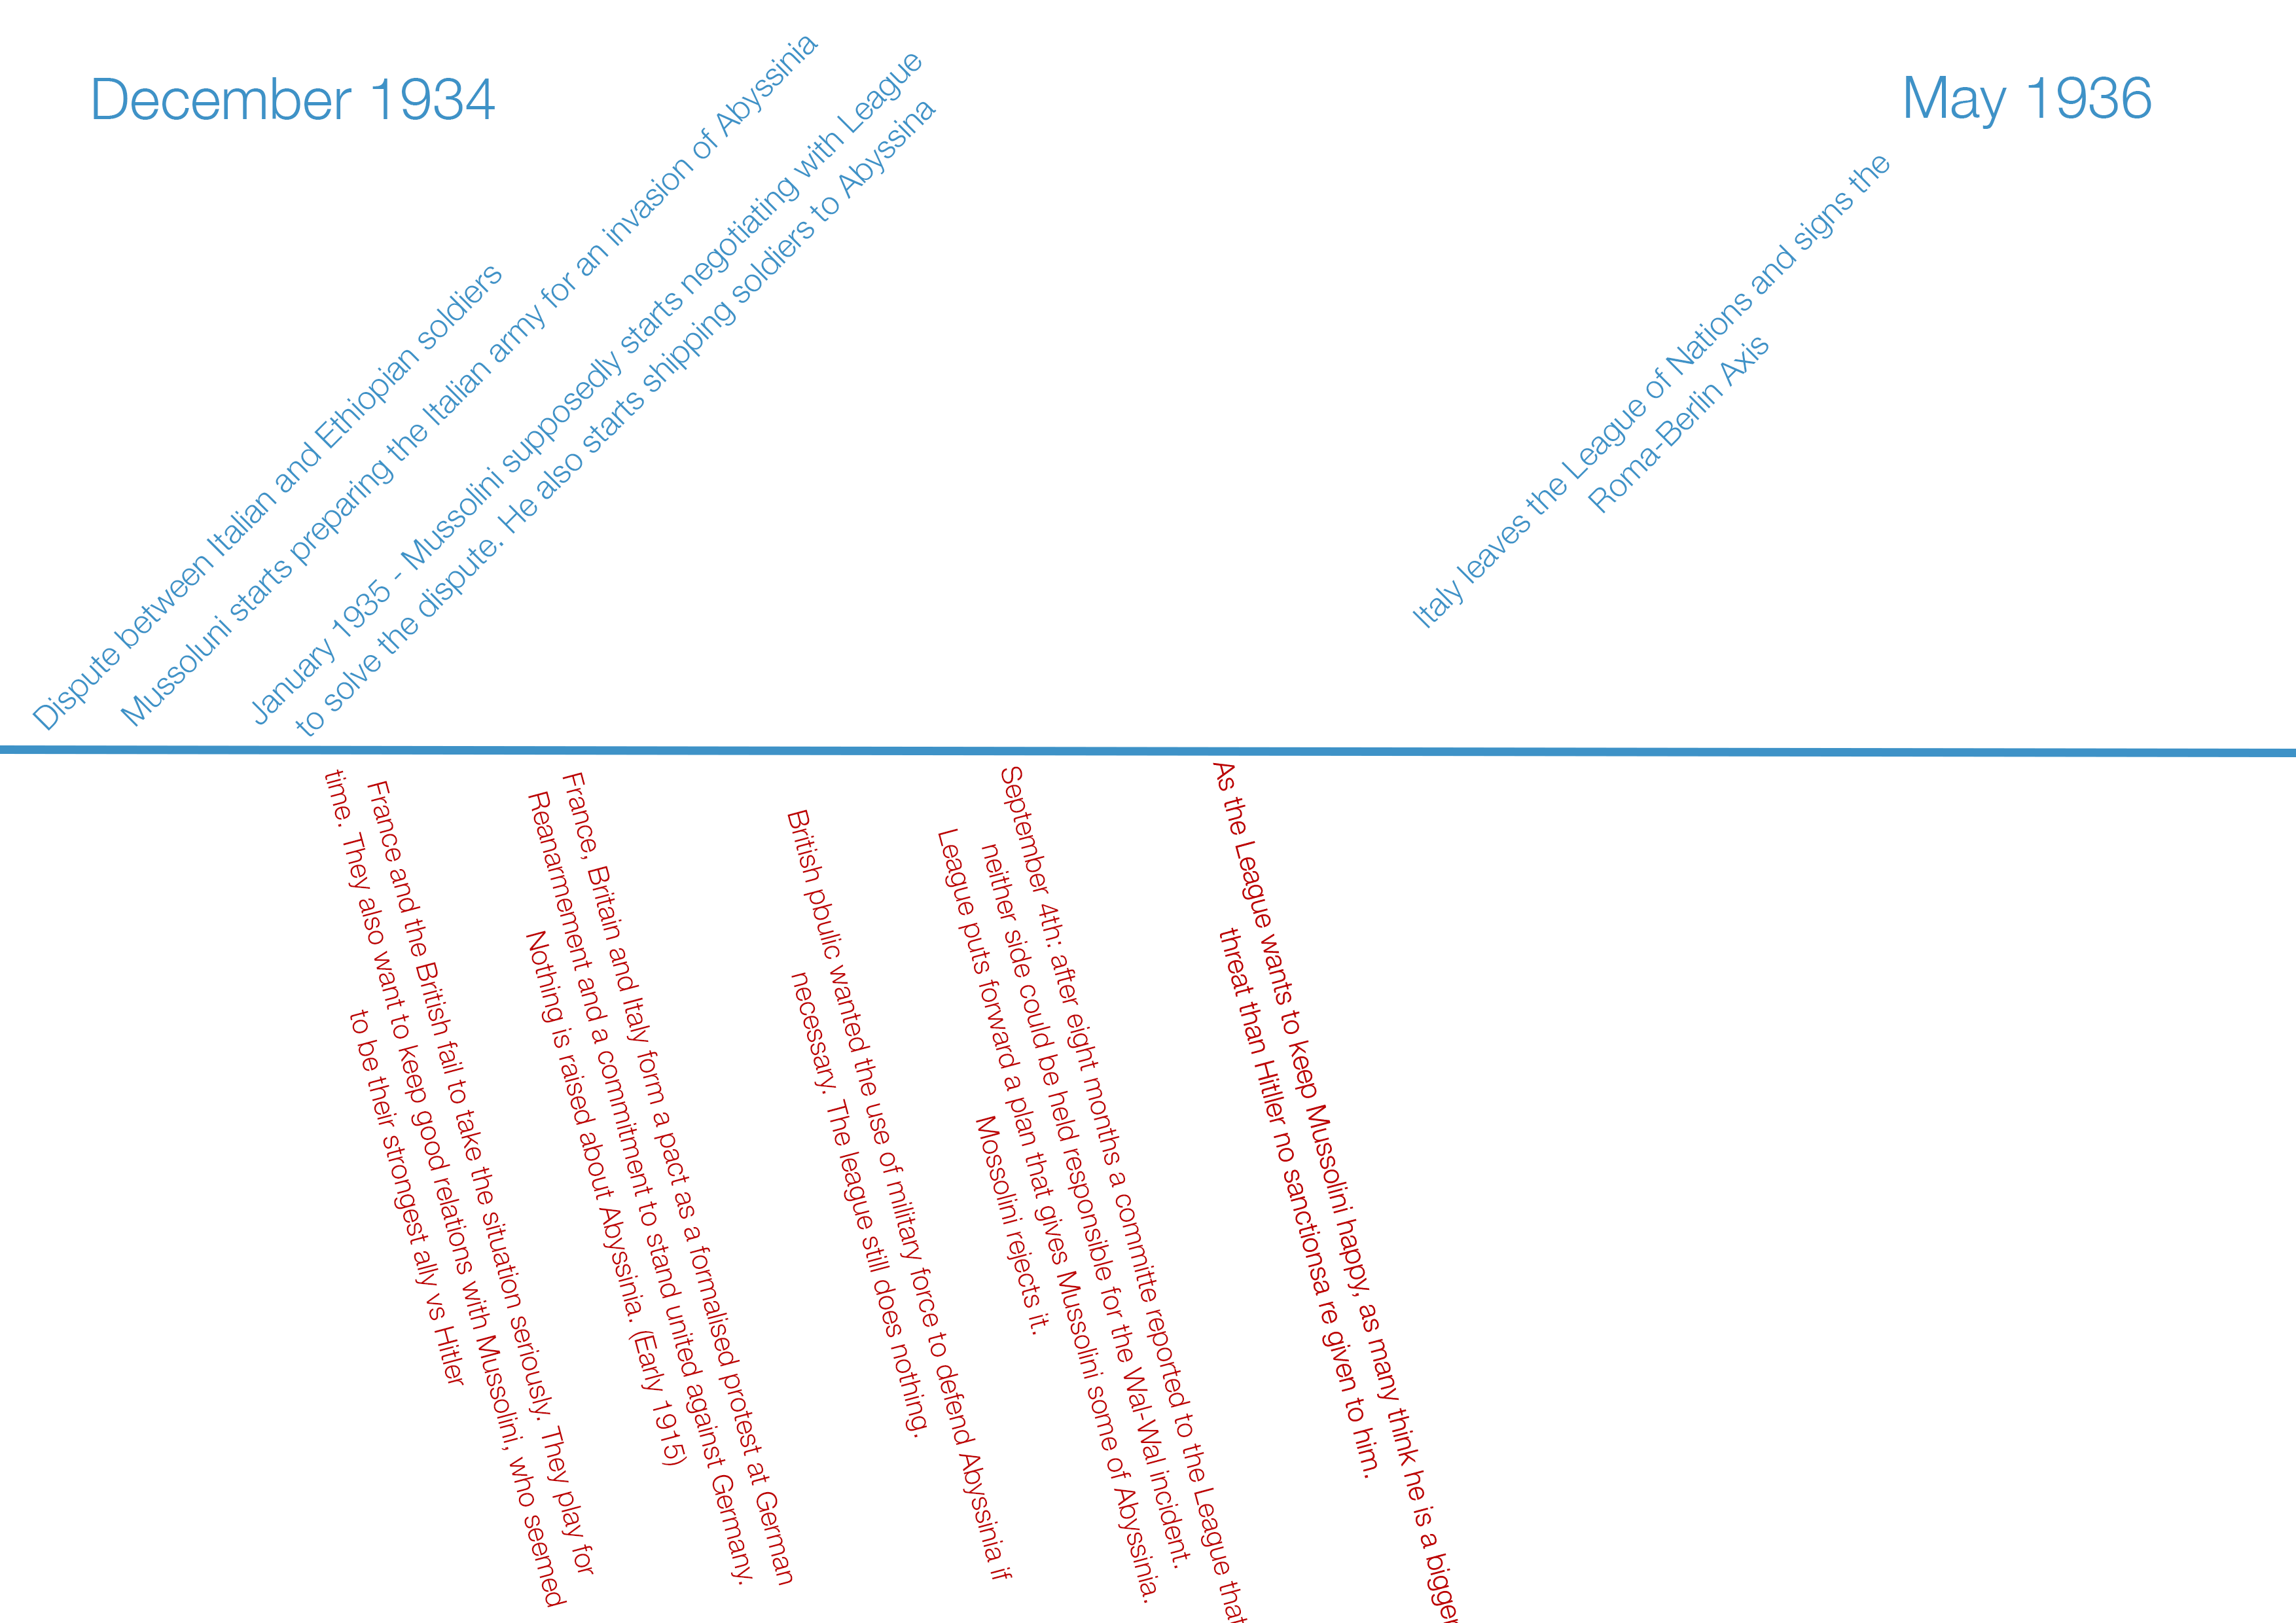 December 1934
May 1936
Dispute between Italian and Ethiopian soldiers
Mussoluni starts preparing the Italian army for an invasion of Abyssinia
January 1935 - Mussolini supposedly starts negotiating with League
to solve the dispute. He also starts shipping soldiers to Abyssina
Italy leaves the League of Nations and signs the
Roma-Berlin Axis
France and the British fail to take the situation seriously. They play for
time. They also want to keep good relations with Mussolini, who seemed
to be their strongest ally vs Hitler
France, Britain and Italy form a pact as a formalised protest at German
Reanarmement and a commitment to stand united against Germany.
Nothing is raised about Abyssinia. (Early 1915)
British pbulic wanted the use of military force to defend Abyssinia if
necessary. The league still does nothing.
September 4th: after eight months a committe reported to the League that
neither side could be held responsible for the Wal-Wal incident.
League puts forward a plan that gives Mussolini some of Abyssinia.
Mossolini rejects it.
As the League wants to keep Mussolini happy, as many think he is a bigger
threat than Hitller no sanctionsa re given to him.